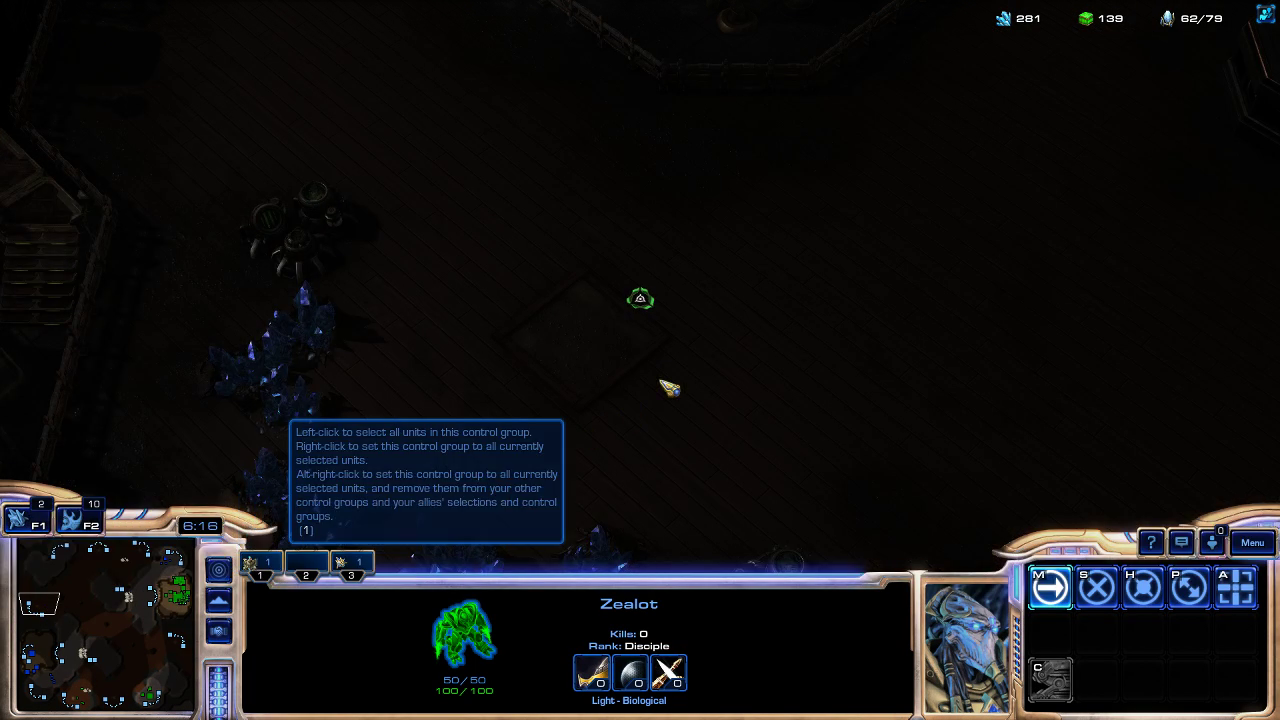 281
139
62/79
Left-click to select all units in this control group.
Right-click to set this control group to all currently
selected units.
Alt-right-click to set this control group to all currently
selected units, and remove them from your other
control groups and your allies' selections and control
groups.
[1]
2
10
F1
F2
6:16
0
?
Menu
1
1
1
2
3
Zealot
Kills: 0
Rank: Disciple
0
0
0
50/50
100/100
Light - Biological
M
S
H
P
A
C